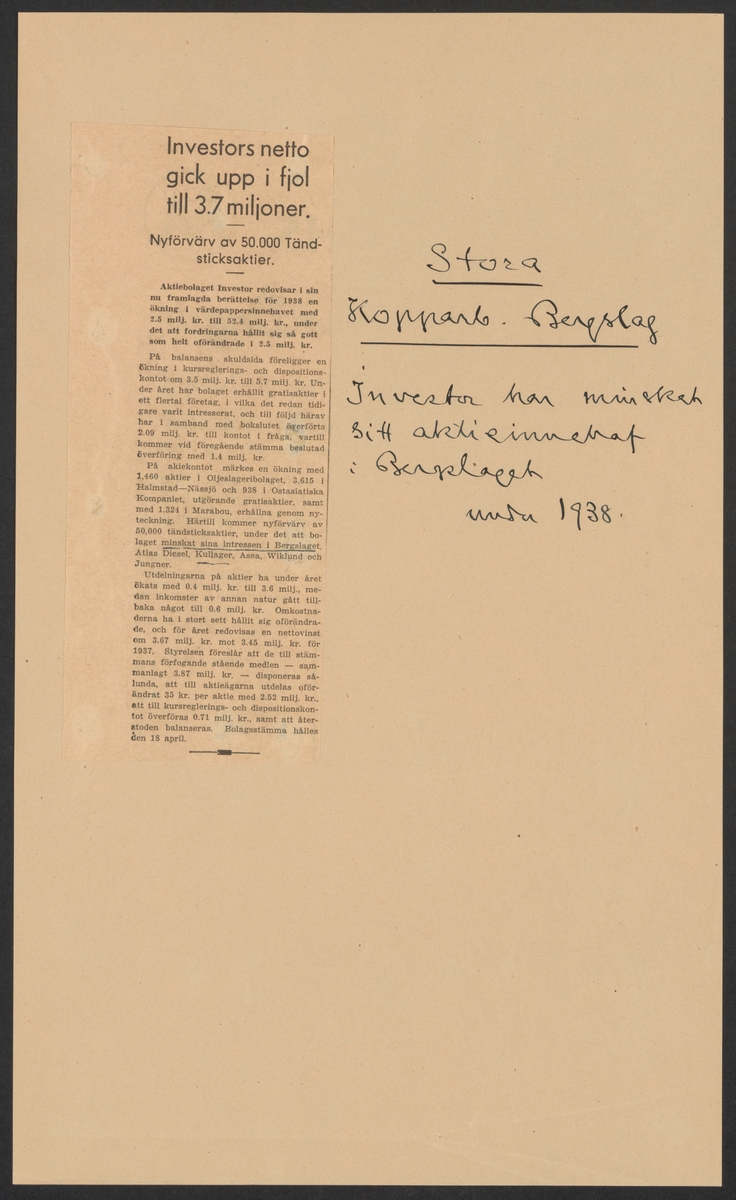 Investors netto
gick upp i fjol
till 3.7 miljoner.
Nyförvärv av 50.000 Tänd-
sticksaktier.
Aktiebolaget Investor redovisar i sin
nu framlagda berättelse för 1938 en
ökning i värdepappersinnehavet med
2.5 milj. kr. till 52.4 milj. kr., under
det att fordringarna hållit sig så gott
som helt oförändrade i 2.5 milj. kr.
På balansens skuldsida föreligger en
ökning i kursreglerings- och dispositions-
kontot om 3.5 milj. kr. till 5.7 milj. kr. Un-
der året har bolaget erhållit gratisaktier i
ett flertal företag, i vilka det redan tidi-
gare varit intresserat, och till följd härav
har i samband med bokslutet överförts
2.09 milj. kr. till kontot i fråga, vartill
kommer vid föregående stämma beslutad
överföring med 1.4 milj. kr.
På akiekontot märkes en ökning med
1,460 aktier i Oljeslageribolaget, 3,615 i
Halmstad—Nässjö och 938 i Ostasiatiska
Kompaniet, utgörande gratisaktier, samt
med 1.324 i Marabou, erhållna genom ny-
teckning. Härtill kommer nyförvärv av
50,000 tändsticksaktier, under det att bo-
laget minskat sina intressen i Bergslaget,
Atlas Diesel, Kullager, Asea, Wiklund och
Jungner.
Utdelningarna på aktier ha under året
ökats med 0.4 milj. kr. till 3.6 milj., me-
dan inkomster av annan natur gått till-
baka något till 0.6 milj. kr. Omkostna-
derna ha i stort sett hållit sig oförändra-
de, och för året redovisas en nettovinst
om 3.67 milj. kr. mot 3.45 milj. kr. för
1937. Styrelsen föreslår att de till stäm-
mans förfogande stående medlen — sam-
manlagt 3.87 milj. kr. — disponeras så-
lunda, att till aktieägarna utdelas oför-
ändrat 35 kr. per aktie med 2.52 milj. kr.,
att till kursreglerings- och dispositionskon-
tot överföras 0.71 milj. kr., samt att åter-
stoden balanseras. Bolagsstämma hålles
den 18 april.
Stora
Kopparb. Bergslag
Investor har minskat
sitt aktieinnehaf
i Bergslaget
under 1938.